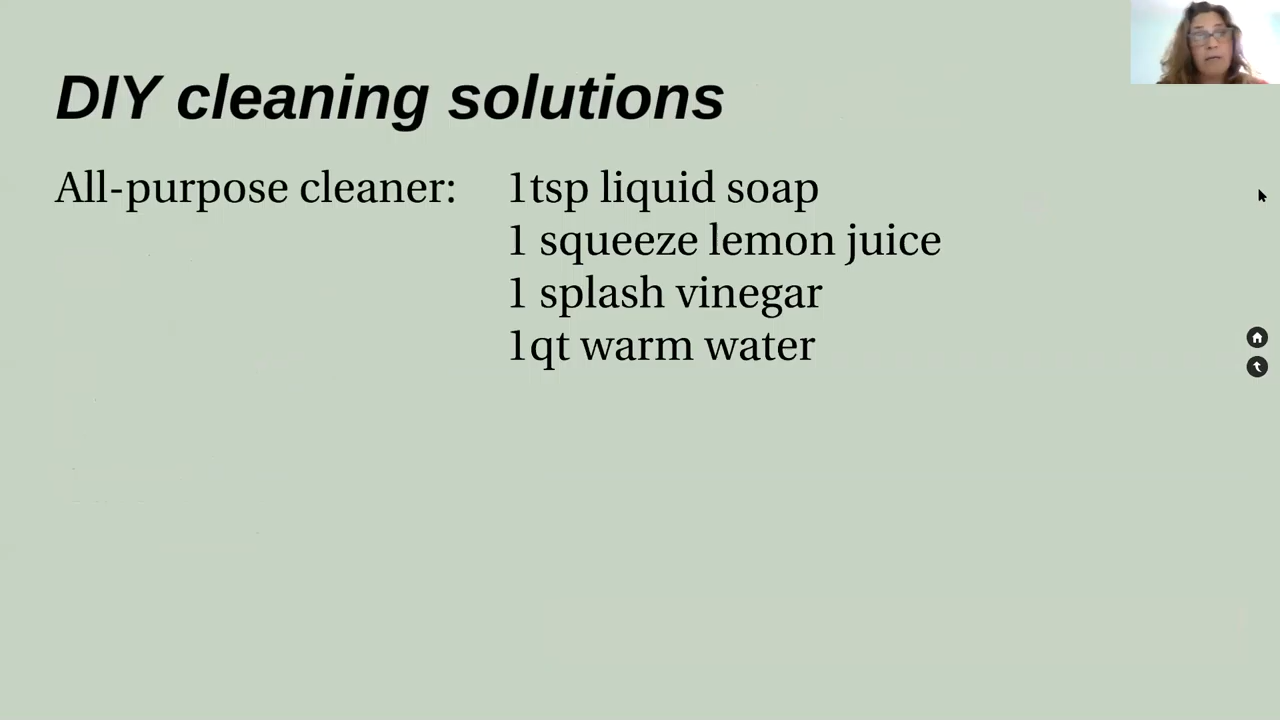 DIY cleaning solutions
All-purpose cleaner: 1tsp liquid soap
1 squeeze lemon juice
1 splash vinegar
1qt warm water